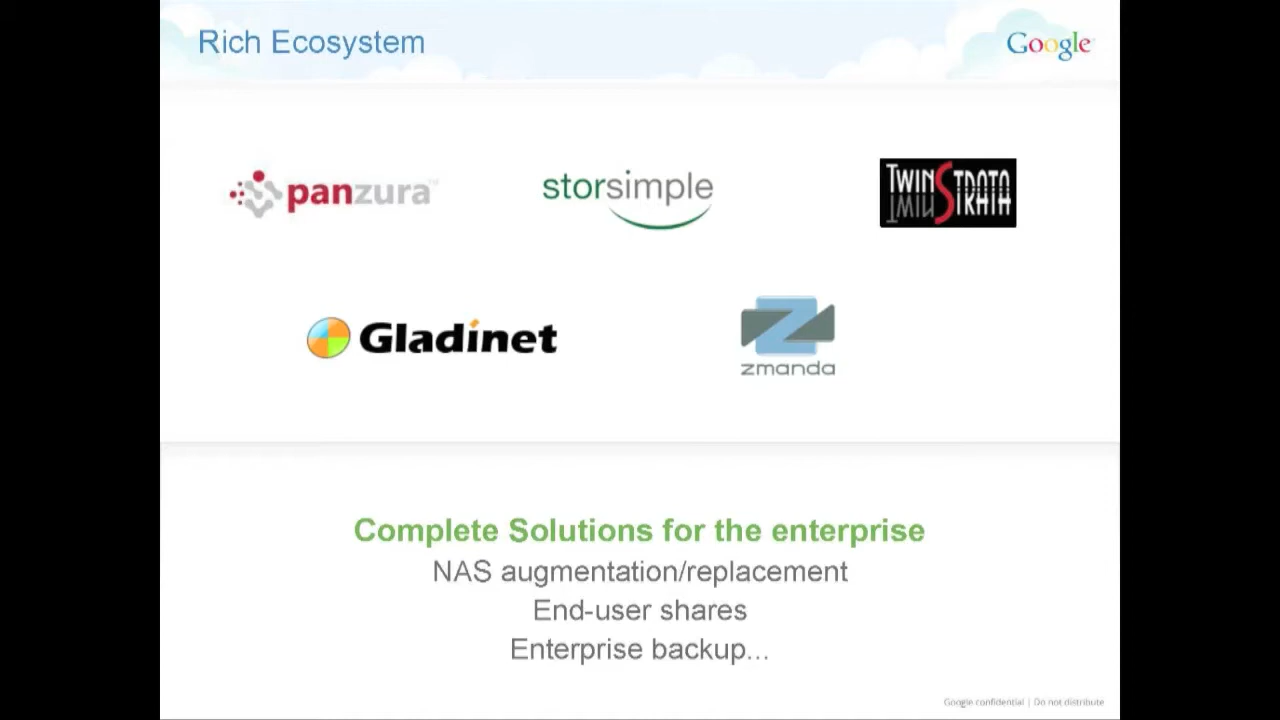 Rich Ecosystem
Google
panzura™
storsimple
TWINSTRATA
Gladinet
zmanda
Complete Solutions for the enterprise
NAS augmentation/replacement
End-user shares
Enterprise backup...
Google confidential | Do not distribute